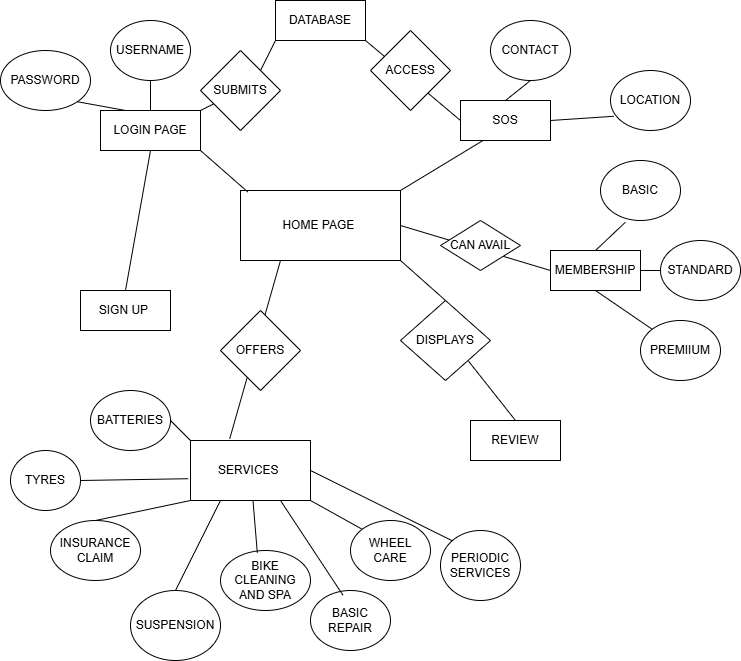 DATABASE
USERNAME
CONTACT
PASSWORD
SUBMITS
ACCESS
LOCATION
LOGIN PAGE
SOS
BASIC
HOME PAGE
CAN AVAIL
MEMBERSHIP
STANDARD
SIGN UP
OFFERS
DISPLAYS
PREMIIUM
BATTERIES
REVIEW
SERVICES
TYRES
INSURANCE
CLAIM
WHEEL
CARE
PERIODIC
SERVICES
BIKE
CLEANING
AND SPA
SUSPENSION
BASIC
REPAIR